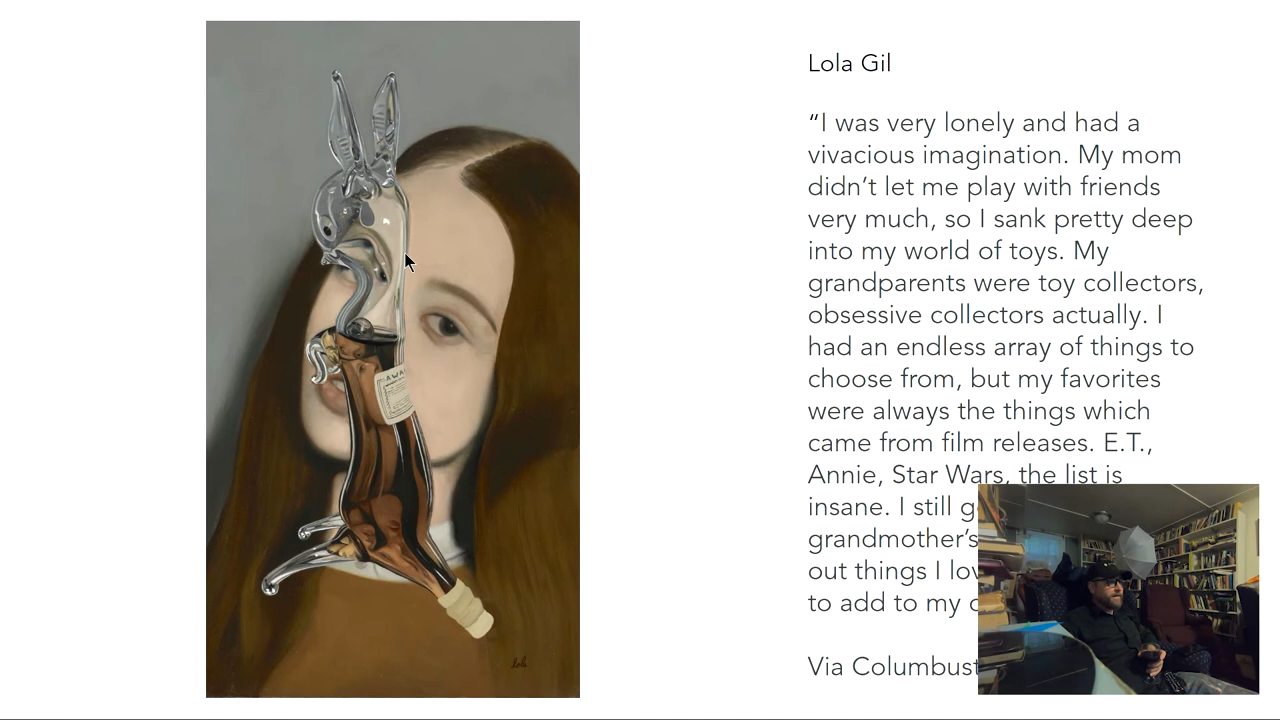 Lola Gil
“I was very lonely and had a
vivacious imagination. My mom
didn’t let me play with friends
very much, so I sank pretty deep
into my world of toys. My
grandparents were toy collectors,
obsessive collectors actually. I
had an endless array of things to
choose from, but my favorites
were always the things which
came from film releases. E.T.,
Annie, Star Wars, the list is
insane. I still
grandmother’s
out things I
to add to my
Via
lola